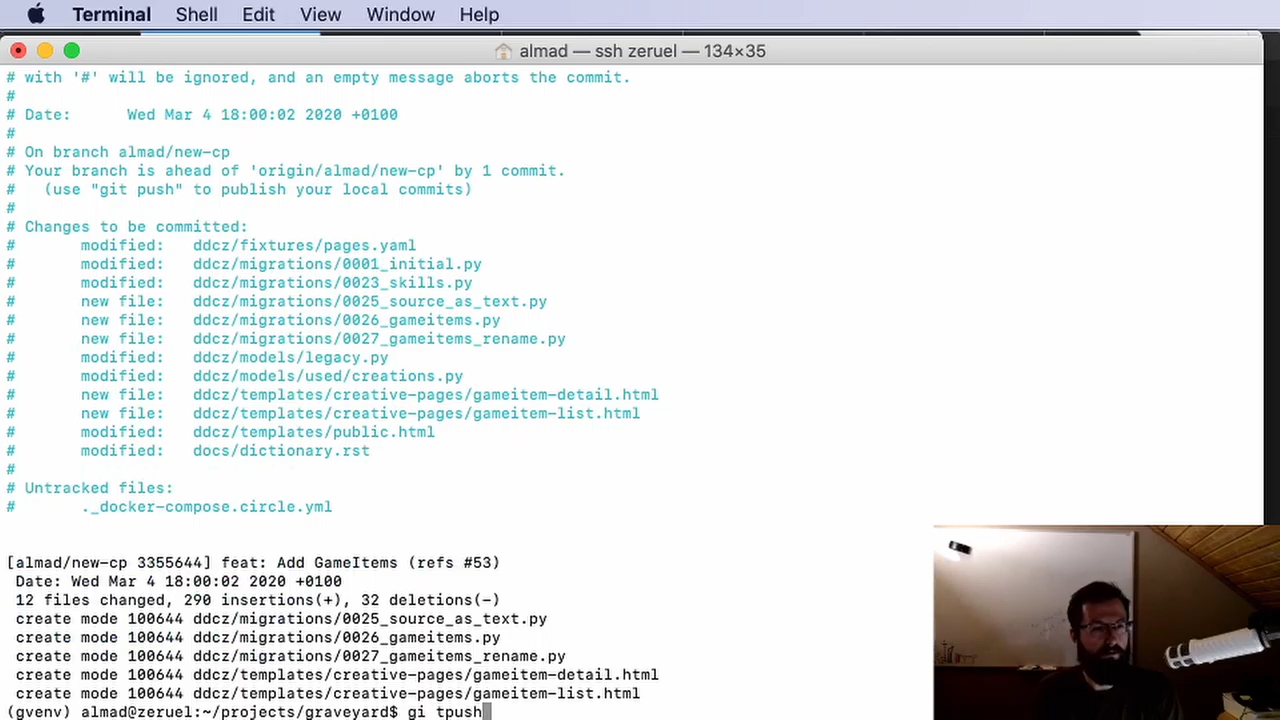 Terminal Shell Edit View Window Help
almad — ssh zeruel — 134×35
# with '#' will be ignored, and an empty message aborts the commit.
#
# Date:      Wed Mar 4 18:00:02 2020 +0100
#
# On branch almad/new-cp
# Your branch is ahead of 'origin/almad/new-cp' by 1 commit.
#   (use "git push" to publish your local commits)
#
# Changes to be committed:
#       modified:   ddcz/fixtures/pages.yaml
#       modified:   ddcz/migrations/0001_initial.py
#       modified:   ddcz/migrations/0023_skills.py
#       new file:   ddcz/migrations/0025_source_as_text.py
#       new file:   ddcz/migrations/0026_gameitems.py
#       new file:   ddcz/migrations/0027_gameitems_rename.py
#       modified:   ddcz/models/legacy.py
#       modified:   ddcz/models/used/creations.py
#       new file:   ddcz/templates/creative-pages/gameitem-detail.html
#       new file:   ddcz/templates/creative-pages/gameitem-list.html
#       modified:   ddcz/templates/public.html
#       modified:   docs/dictionary.rst
#
# Untracked files:
#       ._docker-compose.circle.yml
[almad/new-cp 3355644] feat: Add GameItems (refs #53)
 Date: Wed Mar 4 18:00:02 2020 +0100
 12 files changed, 290 insertions(+), 32 deletions(-)
 create mode 100644 ddcz/migrations/0025_source_as_text.py
 create mode 100644 ddcz/migrations/0026_gameitems.py
 create mode 100644 ddcz/migrations/0027_gameitems_rename.py
 create mode 100644 ddcz/templates/creative-pages/gameitem-detail.html
 create mode 100644 ddcz/templates/creative-pages/gameitem-list.html
(gvenv) almad@zeruel:~/projects/graveyard$ gi tpush